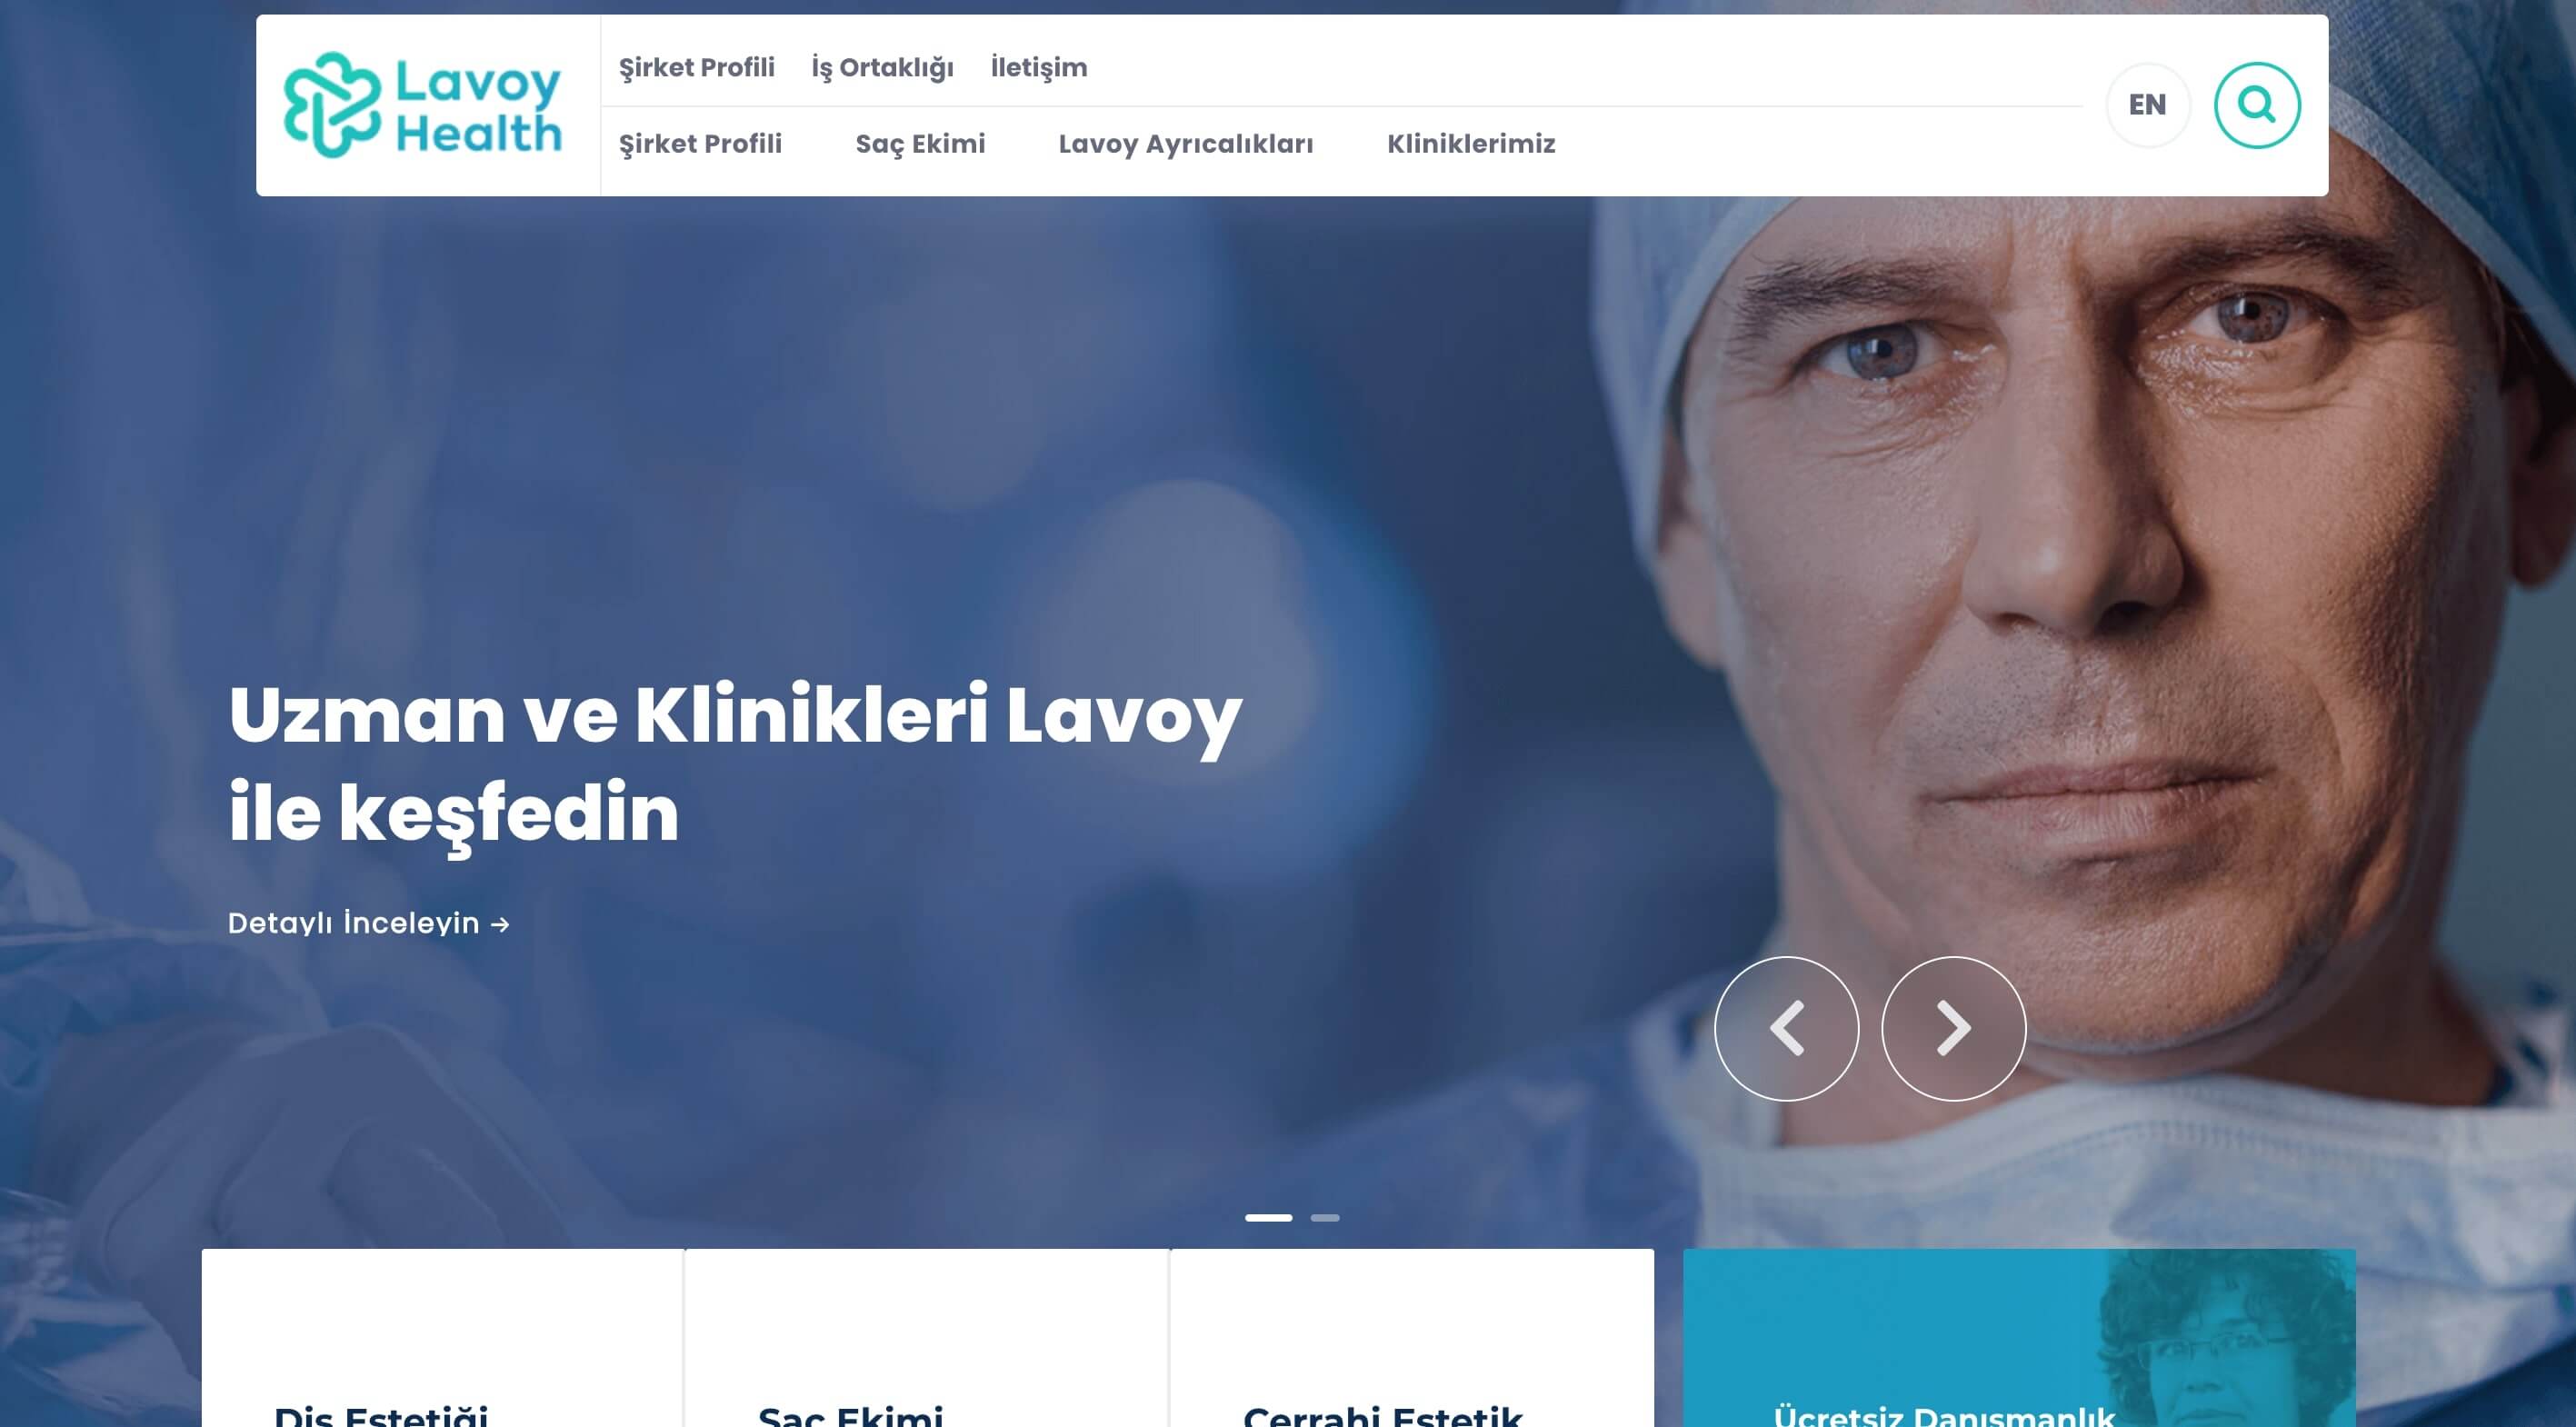 Lavoy
Health
Şirket Profili İş Ortaklığı İletişim
Şirket Profili Saç Ekimi Lavoy Ayrıcalıkları Kliniklerimiz
EN
Uzman ve Klinikleri Lavoy
ile keşfedin
Detaylı İnceleyin →
Diş Estetiği
Saç Ekimi
Cerrahi Estetik
Ücretsiz Danışmanlık